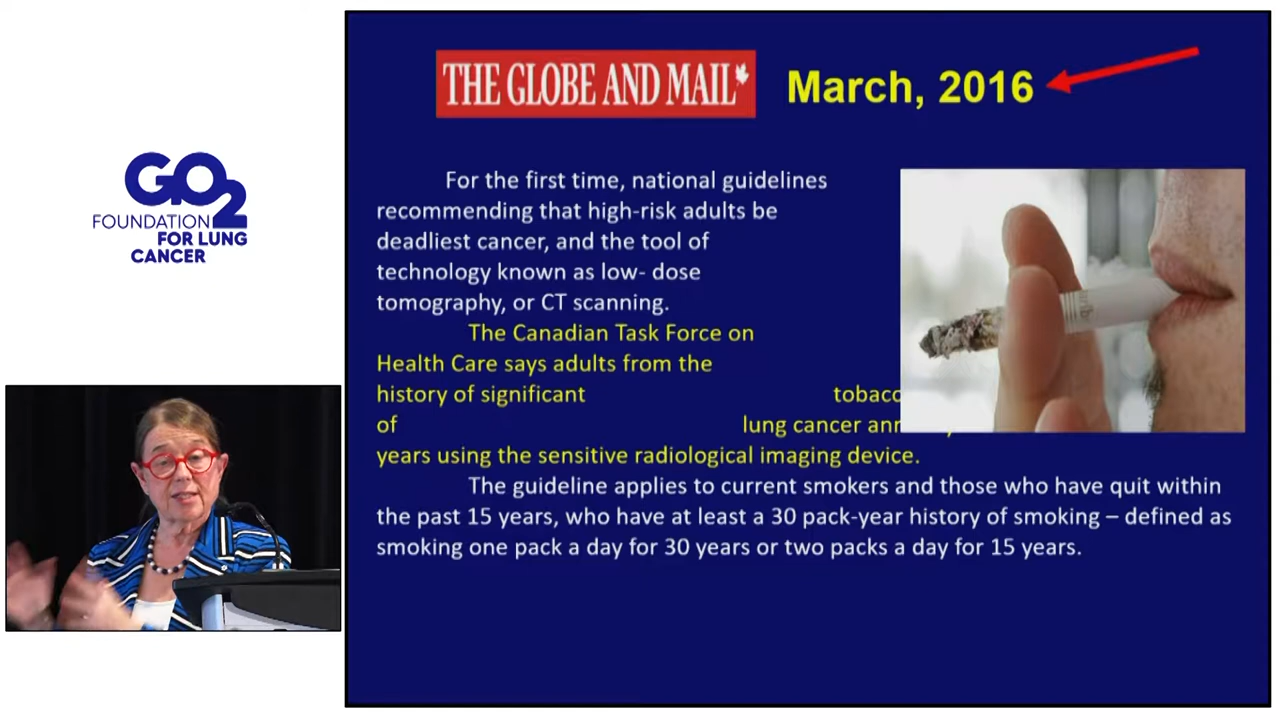 GO2
FOUNDATION
FOR LUNG
CANCER
THE GLOBE AND MAIL
March, 2016
For the first time, national guidelines
recommending that high-risk adults be
deadliest cancer, and the tool of
technology known as low- dose
tomography, or CT scanning.
The Canadian Task Force on
Health Care says adults from the
history of significant tobacc
of lung cancer ann
years using the sensitive radiological imaging device.
The guideline applies to current smokers and those who have quit within
the past 15 years, who have at least a 30 pack-year history of smoking – defined as
smoking one pack a day for 30 years or two packs a day for 15 years.